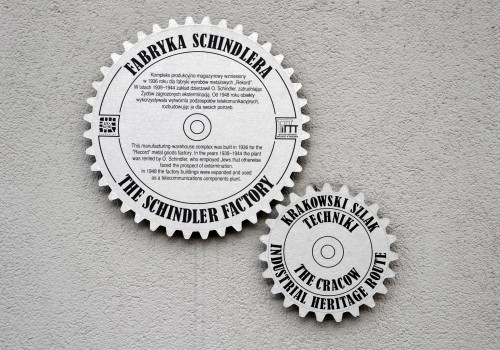 FABRYKA SCHINDLERA
Kompleks produkcyjno magazynowy wzniesiony
w 1936 roku dla fabryki wyrobów metalowych „Rekord”.
W latach 1939–1944 zakład dzierżawił O. Schindler, zatrudniając
Żydów zagrożonych eksterminacją. Od 1948 roku obiekty
wykorzystywała wytwórnia podzespołów telekomunikacyjnych,
rozbudowując je dla swoich potrzeb.
This manufacturing-warehouse complex was built in 1936 for the
"Record" metal goods factory. In the years 1939–1944 the plant
was rented by O. Schindler, who employed Jews that otherwise
faced the prospect of extermination.
In 1948 the factory buildings were expanded and used
as a telecommunications components plant.
THE SCHINDLER FACTORY
KRAKOWSKI SZLAK
TECHNIKI
THE CRACOW
INDUSTRIAL HERITAGE ROUTE